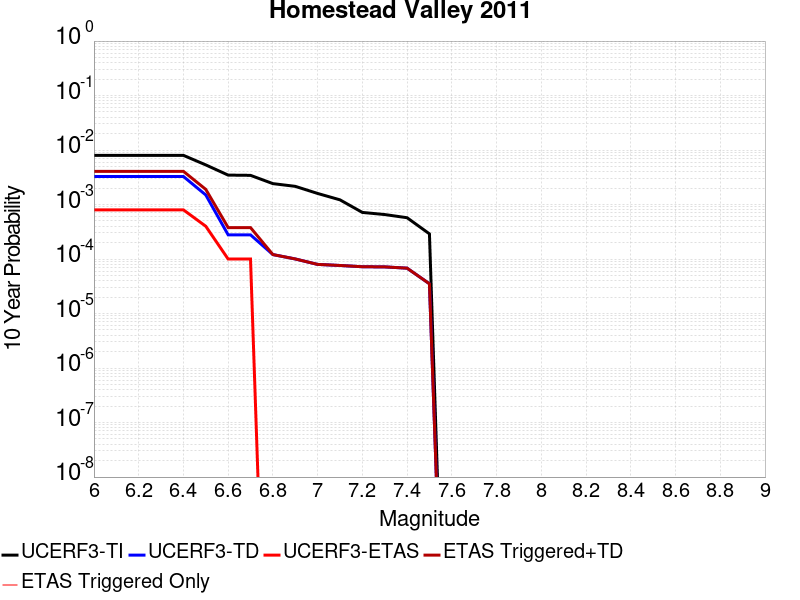 Homestead Valley 2011
10 Year Probability
10^0
10^-1
10^-2
10^-3
10^-4
10^-5
10^-6
10^-7
10^-8
6 6.2 6.4 6.6 6.8 7 7.2 7.4 7.6 7.8 8 8.2 8.4 8.6 8.8 9
Magnitude
UCERF3-TI UCERF3-TD UCERF3-ETAS ETAS Triggered+TD
ETAS Triggered Only